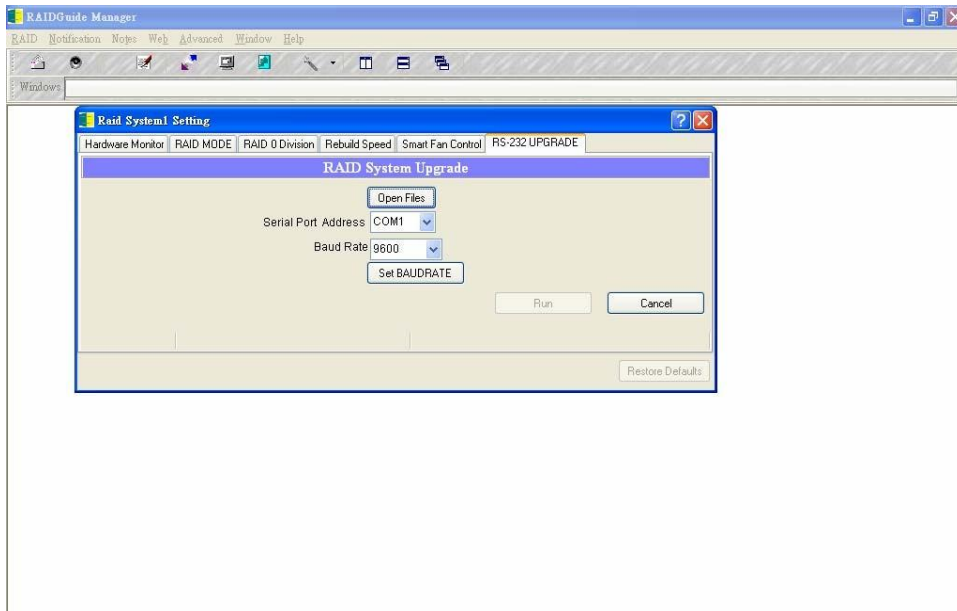 RAIDGuide Manager
RAID Notification Notes Web Advanced Window Help
Windows
Raid System1 Setting
Hardware Monitor RAID MODE RAID 0 Division Rebuild Speed Smart Fan Control RS-232 UPGRADE
RAID System Upgrade
Open Files
Serial Port Address COM1
Baud Rate 9600
Set BAUDRATE
Run Cancel
Restore Defaults